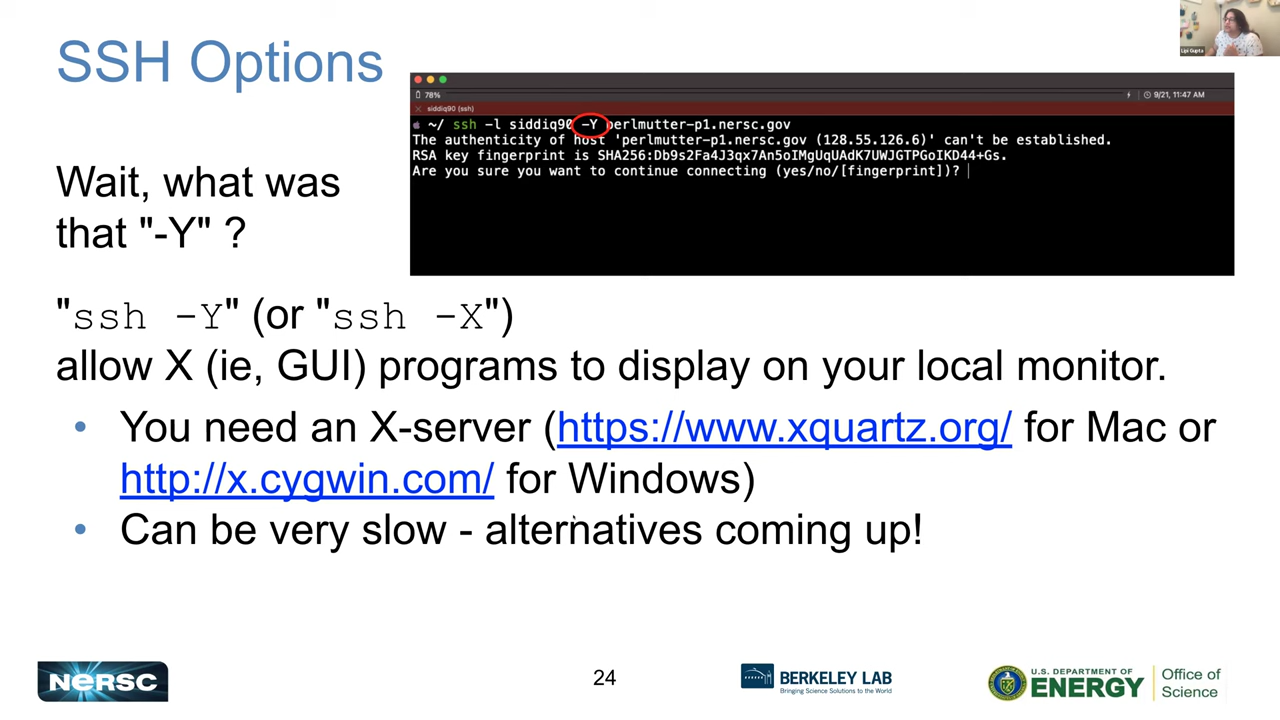 SSH Options
Lipi Gupta
78%
9/21, 11:47 AM
siddiq90 (ssh)
~/ ssh -l siddiq90 -Y perlmutter-p1.nersc.gov
The authenticity of host 'perlmutter-p1.nersc.gov (128.55.126.6)' can't be established.
RSA key fingerprint is SHA256:Db9s2Fa4J3qx7An5oIMgUqUAdK7UWJGTPGoIKD44+Gs.
Are you sure you want to continue connecting (yes/no/[fingerprint])?
Wait, what was
that "-Y" ?
"ssh -Y" (or "ssh -X")
allow X (ie, GUI) programs to display on your local monitor.
• You need an X-server (https://www.xquartz.org/ for Mac or
http://x.cygwin.com/ for Windows)
• Can be very slow - alternatives coming up!
NERSC
24
BERKELEY LAB
Bringing Science Solutions to the World
U.S. DEPARTMENT OF
ENERGY
Office of
Science